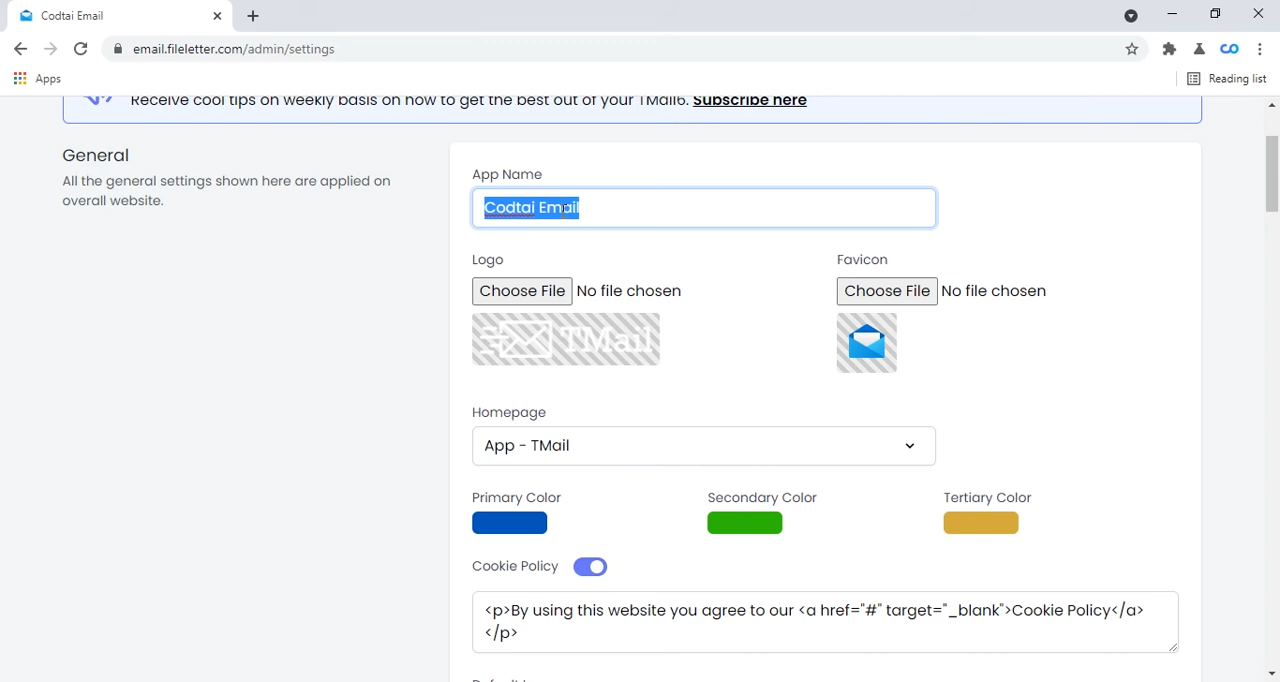 Codtai Email
email.fileletter.com/admin/settings
Apps
Reading list
Receive cool tips on weekly basis on how to get the best out of your TMail6. Subscribe here
General
All the general settings shown here are applied on
overall website.
App Name
Codtai Email
Logo
Favicon
Choose File No file chosen
Choose File No file chosen
TMail
Homepage
App - TMail
Primary Color
Secondary Color
Tertiary Color
Cookie Policy
<p>By using this website you agree to our <a href="#" target="_blank">Cookie Policy</a>
</p>